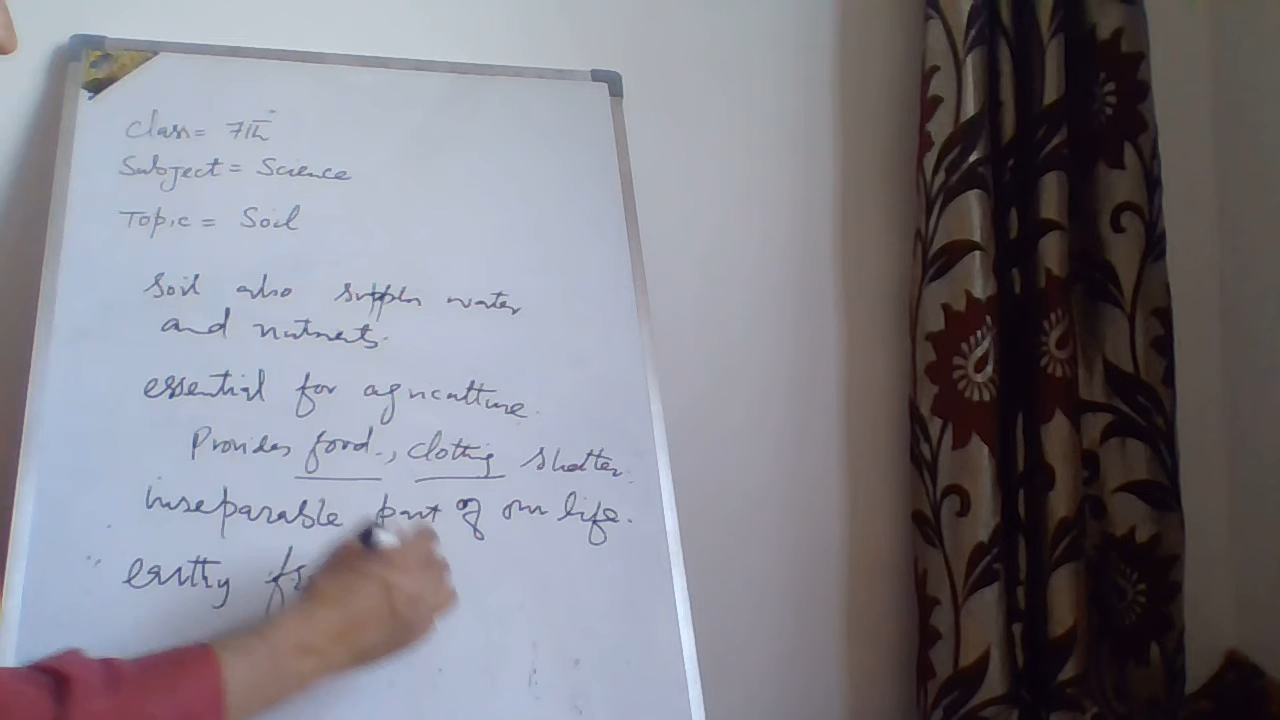 Class = 7th
Subject = Science
Topic = Soil
Soil also supply water
and nutrients.
essential for agriculture.
Provides food, clothing shelter.
inseparable part of our life.
earthy